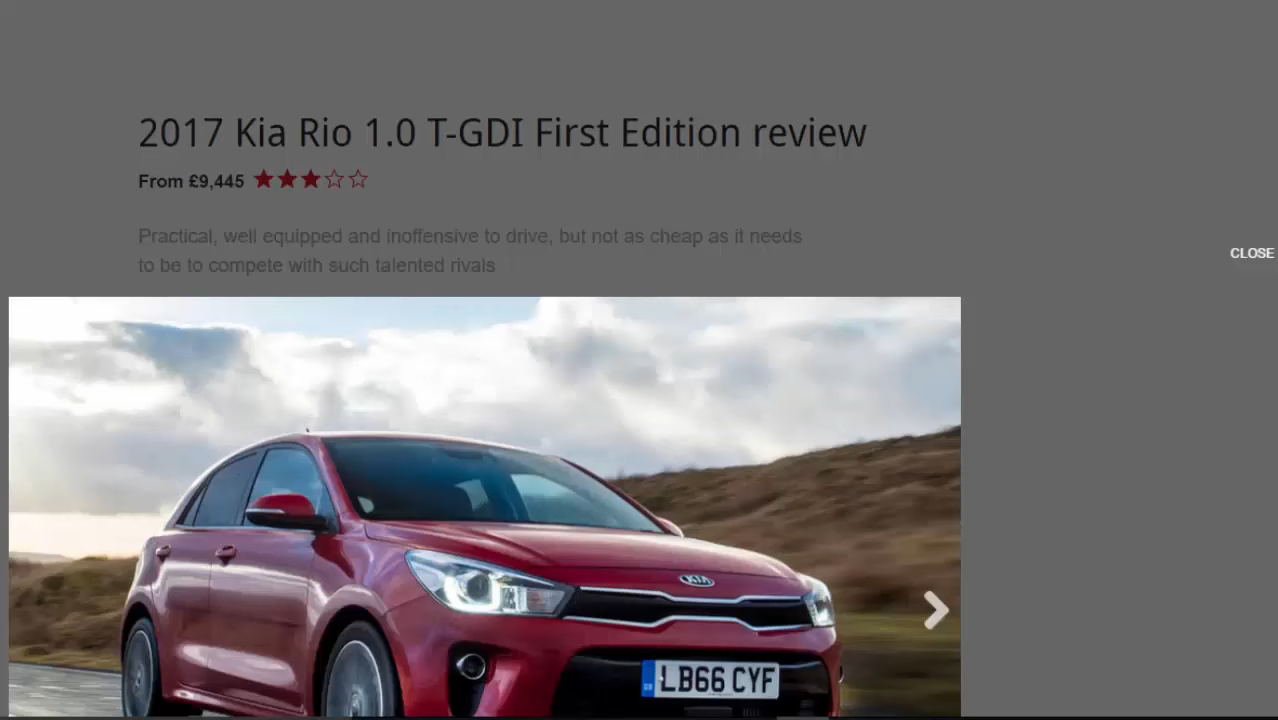 2017 Kia Rio 1.0 T-GDI First Edition review
From £9,445
Practical, well equipped and inoffensive to drive, but not as cheap as it needs
to be to compete with such talented rivals
CLOSE
KIA
LB66 CYF